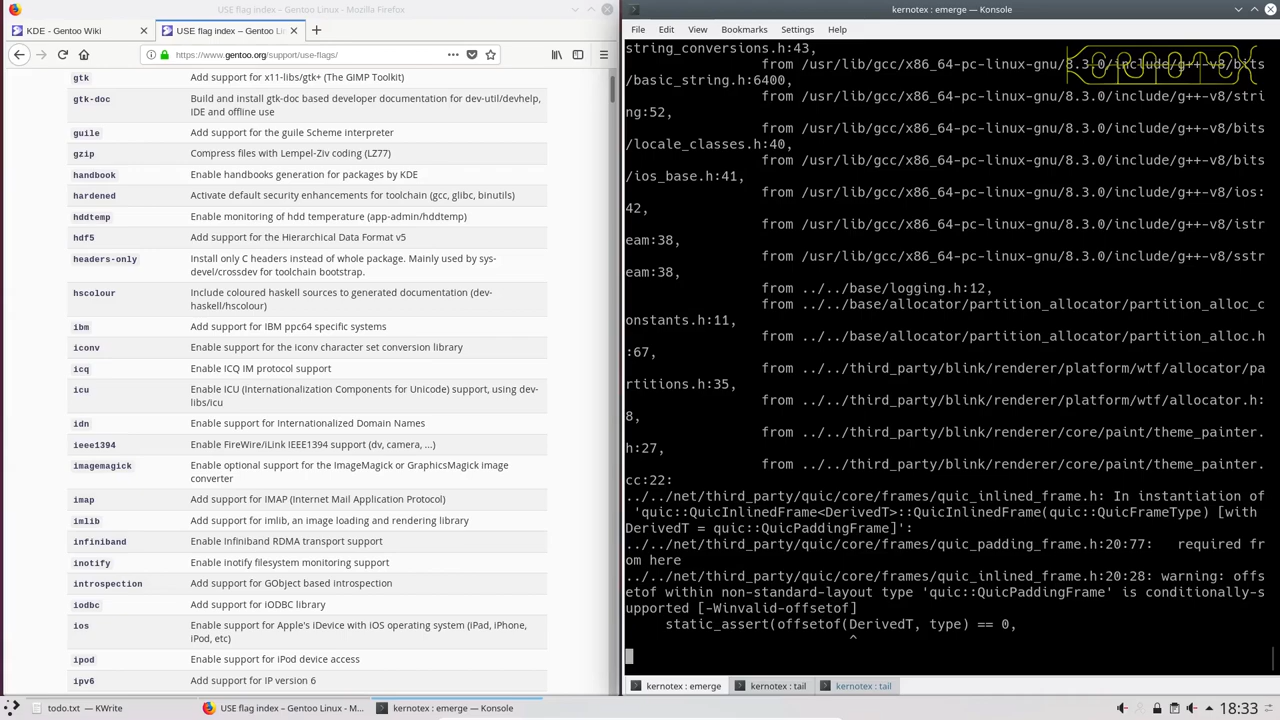 USE flag index – Gentoo Linux - Mozilla Firefox
kernotex : emerge — Konsole
KDE - Gentoo Wiki
USE flag index – Gentoo Lin
File Edit View Bookmarks Settings Help
https://www.gentoo.org/support/use-flags/
gtk Add support for x11-libs/gtk+ (The GIMP Toolkit)
gtk-doc Build and install gtk-doc based developer documentation for dev-util/devhelp,
IDE and offline use
guile Add support for the guile Scheme interpreter
gzip Compress files with Lempel-Ziv coding (LZ77)
handbook Enable handbooks generation for packages by KDE
hardened Activate default security enhancements for toolchain (gcc, glibc, binutils)
hddtemp Enable monitoring of hdd temperature (app-admin/hddtemp)
hdf5 Add support for the Hierarchical Data Format v5
headers-only Install only C headers instead of whole package. Mainly used by sys-
devel/crossdev for toolchain bootstrap.
hscolour Include coloured haskell sources to generated documentation (dev-
haskell/hscolour)
ibm Add support for IBM ppc64 specific systems
iconv Enable support for the iconv character set conversion library
icq Enable ICQ IM protocol support
icu Enable ICU (Internationalization Components for Unicode) support, using dev-
libs/icu
idn Enable support for Internationalized Domain Names
ieee1394 Enable FireWire/iLink IEEE1394 support (dv, camera, ...)
imagemagick Enable optional support for the ImageMagick or GraphicsMagick image
converter
imap Add support for IMAP (Internet Mail Application Protocol)
imlib Add support for imlib, an image loading and rendering library
infiniband Enable Infiniband RDMA transport support
inotify Enable inotify filesystem monitoring support
introspection Add support for GObject based introspection
iodbc Add support for iODBC library
ios Enable support for Apple's iDevice with iOS operating system (iPad, iPhone,
iPod, etc)
ipod Enable support for iPod device access
ipv6 Add support for IP version 6
string_conversions.h:43,
from /usr/lib/gcc/x86_64-pc-linux-gnu/8.3.0/include/g++-v8/bits
/basic_string.h:6400,
from /usr/lib/gcc/x86_64-pc-linux-gnu/8.3.0/include/g++-v8/stri
ng:52,
from /usr/lib/gcc/x86_64-pc-linux-gnu/8.3.0/include/g++-v8/bits
/locale_classes.h:40,
from /usr/lib/gcc/x86_64-pc-linux-gnu/8.3.0/include/g++-v8/bits
/ios_base.h:41,
from /usr/lib/gcc/x86_64-pc-linux-gnu/8.3.0/include/g++-v8/ios:
42,
from /usr/lib/gcc/x86_64-pc-linux-gnu/8.3.0/include/g++-v8/istr
eam:38,
from /usr/lib/gcc/x86_64-pc-linux-gnu/8.3.0/include/g++-v8/sstr
eam:38,
from ../../base/logging.h:12,
from ../../base/allocator/partition_allocator/partition_alloc_c
onstants.h:11,
from ../../base/allocator/partition_allocator/partition_alloc.h
:67,
from ../../third_party/blink/renderer/platform/wtf/allocator/pa
rtitions.h:35,
from ../../third_party/blink/renderer/platform/wtf/allocator.h:
8,
from ../../third_party/blink/renderer/core/paint/theme_painter.
h:27,
from ../../third_party/blink/renderer/core/paint/theme_painter.
cc:22:
../../net/third_party/quic/core/frames/quic_inlined_frame.h: In instantiation of
'quic::QuicInlinedFrame<DerivedT>::QuicInlinedFrame(quic::QuicFrameType) [with
DerivedT = quic::QuicPaddingFrame]':
../../net/third_party/quic/core/frames/quic_padding_frame.h:20:77:   required fr
om here
../../net/third_party/quic/core/frames/quic_inlined_frame.h:20:28: warning: offs
etof within non-standard-layout type 'quic::QuicPaddingFrame' is conditionally-s
upported [-Winvalid-offsetof]
static_assert(offsetof(DerivedT, type) == 0,
^
kernotex : emerge
kernotex : tail
kernotex : tail
todo.txt — KWrite
USE flag index – Gentoo Linux - M...
kernotex : emerge — Konsole
18:33